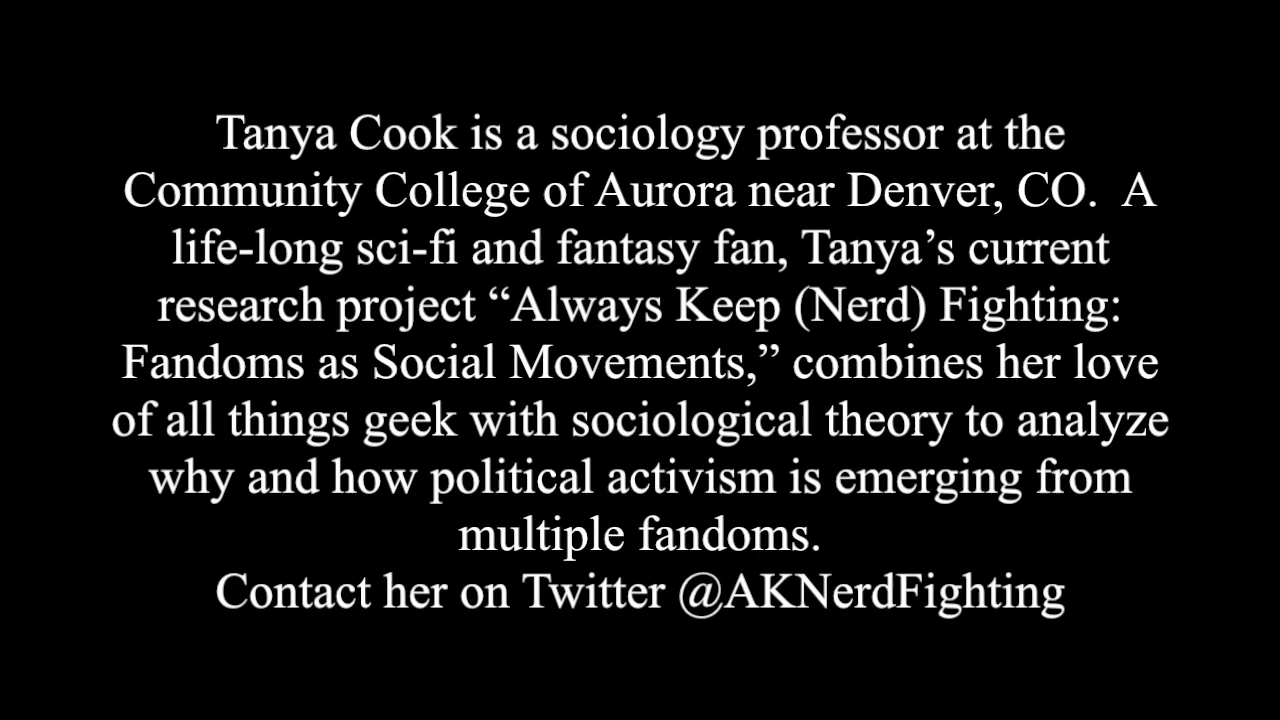 Tanya Cook is a sociology professor at the
Community College of Aurora near Denver, CO.  A
life-long sci-fi and fantasy fan, Tanya’s current
research project “Always Keep (Nerd) Fighting:
Fandoms as Social Movements,” combines her love
of all things geek with sociological theory to analyze
why and how political activism is emerging from
multiple fandoms.
Contact her on Twitter @AKNerdFighting